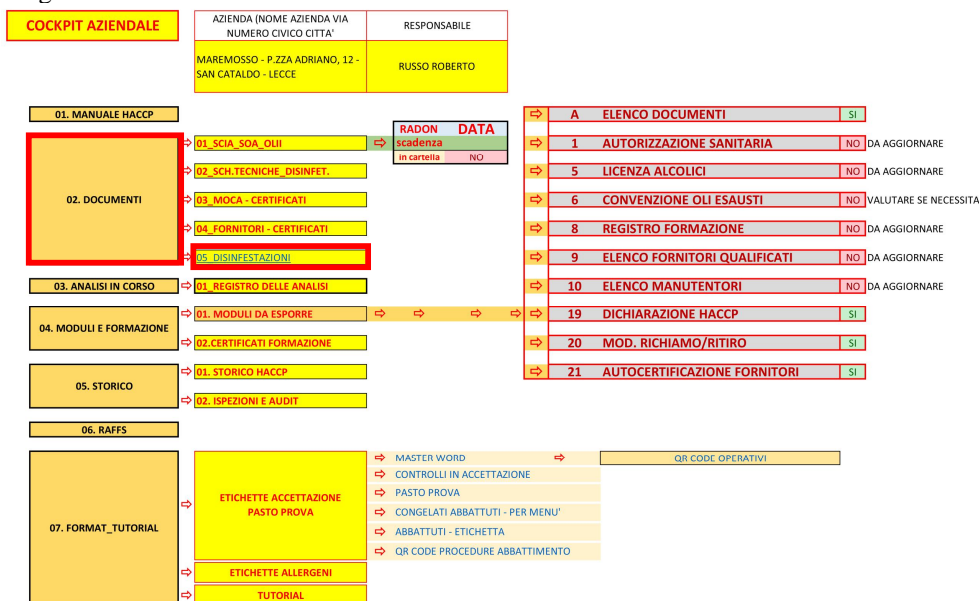 COCKPIT AZIENDALE
AZIENDA (NOME AZIENDA VIA
NUMERO CIVICO CITTA'
RESPONSABILE
MAREMOSSO - P.ZZA ADRIANO, 12 -
SAN CATALDO - LECCE
RUSSO ROBERTO
01. MANUALE HACCP
A ELENCO DOCUMENTI SI
RADON DATA
01_SCIA_SOA_OLII
scadenza
1 AUTORIZZAZIONE SANITARIA NO DA AGGIORNARE
in cartella NO
02_SCH.TECNICHE_DISINFET.
5 LICENZA ALCOLICI NO DA AGGIORNARE
02. DOCUMENTI
03_MOCA - CERTIFICATI
6 CONVENZIONE OLI ESAUSTI NO VALUTARE SE NECESSITA
04_FORNITORI - CERTIFICATI
8 REGISTRO FORMAZIONE NO DA AGGIORNARE
05_DISINFESTAZIONI
9 ELENCO FORNITORI QUALIFICATI NO DA AGGIORNARE
03. ANALISI IN CORSO
01_REGISTRO DELLE ANALISI
10 ELENCO MANUTENTORI NO DA AGGIORNARE
04. MODULI E FORMAZIONE
01. MODULI DA ESPORRE
19 DICHIARAZIONE HACCP SI
02.CERTIFICATI FORMAZIONE
20 MOD. RICHIAMO/RITIRO SI
05. STORICO
01. STORICO HACCP
21 AUTOCERTIFICAZIONE FORNITORI SI
02. ISPEZIONI E AUDIT
06. RAFFS
07. FORMAT_TUTORIAL
ETICHETTE ACCETTAZIONE
PASTO PROVA
MASTER WORD
QR CODE OPERATIVI
CONTROLLI IN ACCETTAZIONE
PASTO PROVA
CONGELATI ABBATTUTI - PER MENU'
ABBATTUTI - ETICHETTA
QR CODE PROCEDURE ABBATTIMENTO
ETICHETTE ALLERGENI
TUTORIAL